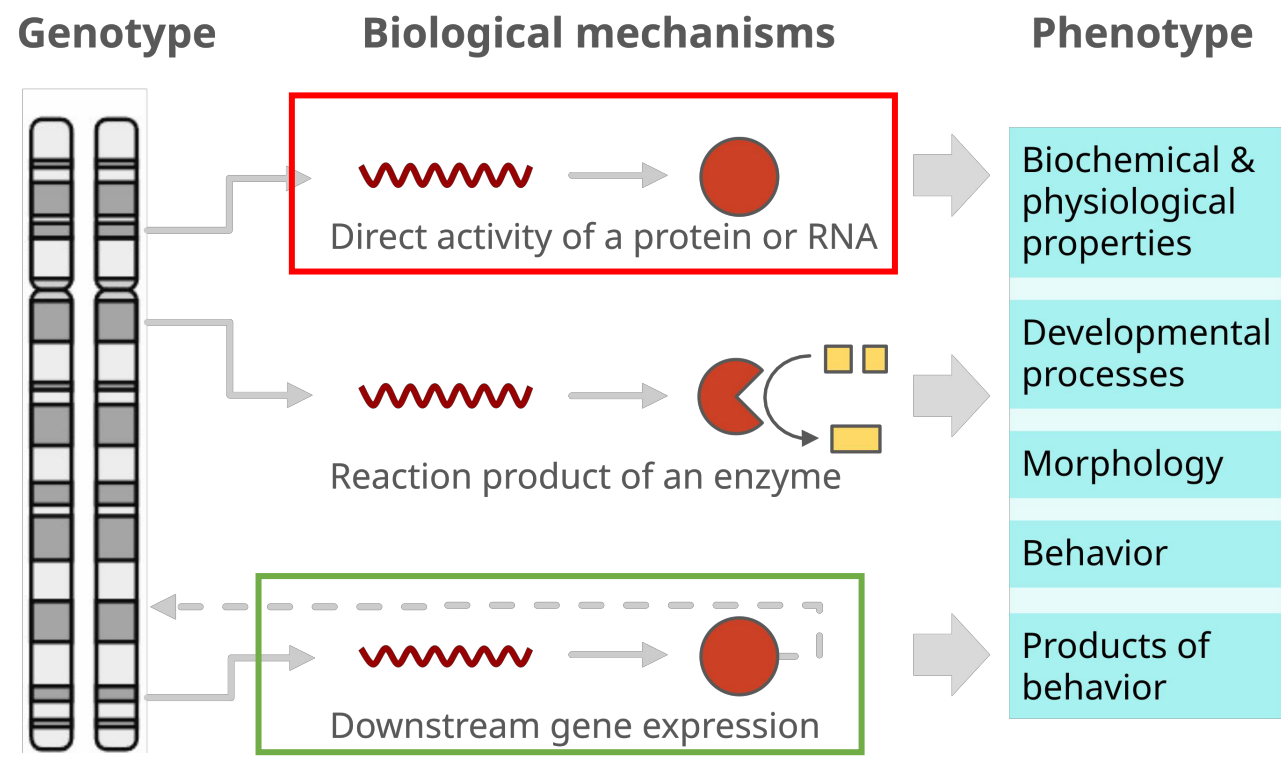 Genotype
Biological mechanisms
Phenotype
Direct activity of a protein or RNA
Reaction product of an enzyme
Downstream gene expression
Biochemical &
physiological
properties
Developmental
processes
Morphology
Behavior
Products of
behavior